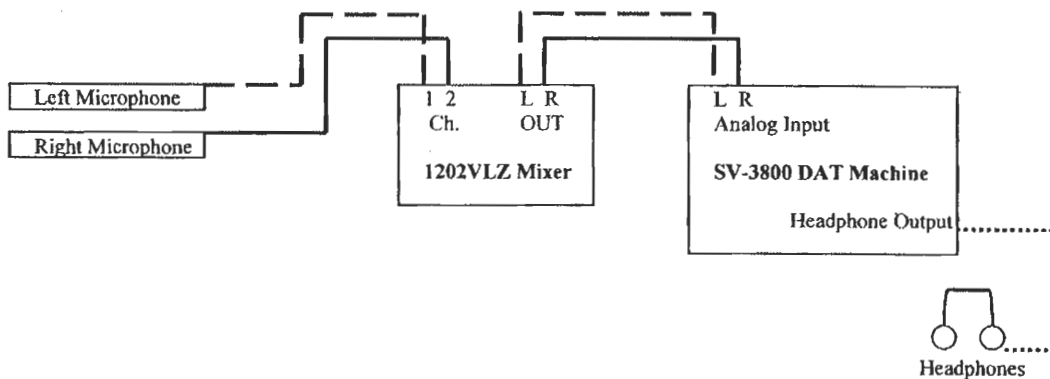 Left Microphone
Right Microphone
1 2
Ch.
L R
OUT
1202VLZ Mixer
L R
Analog Input
SV-3800 DAT Machine
Headphone Output
Headphones